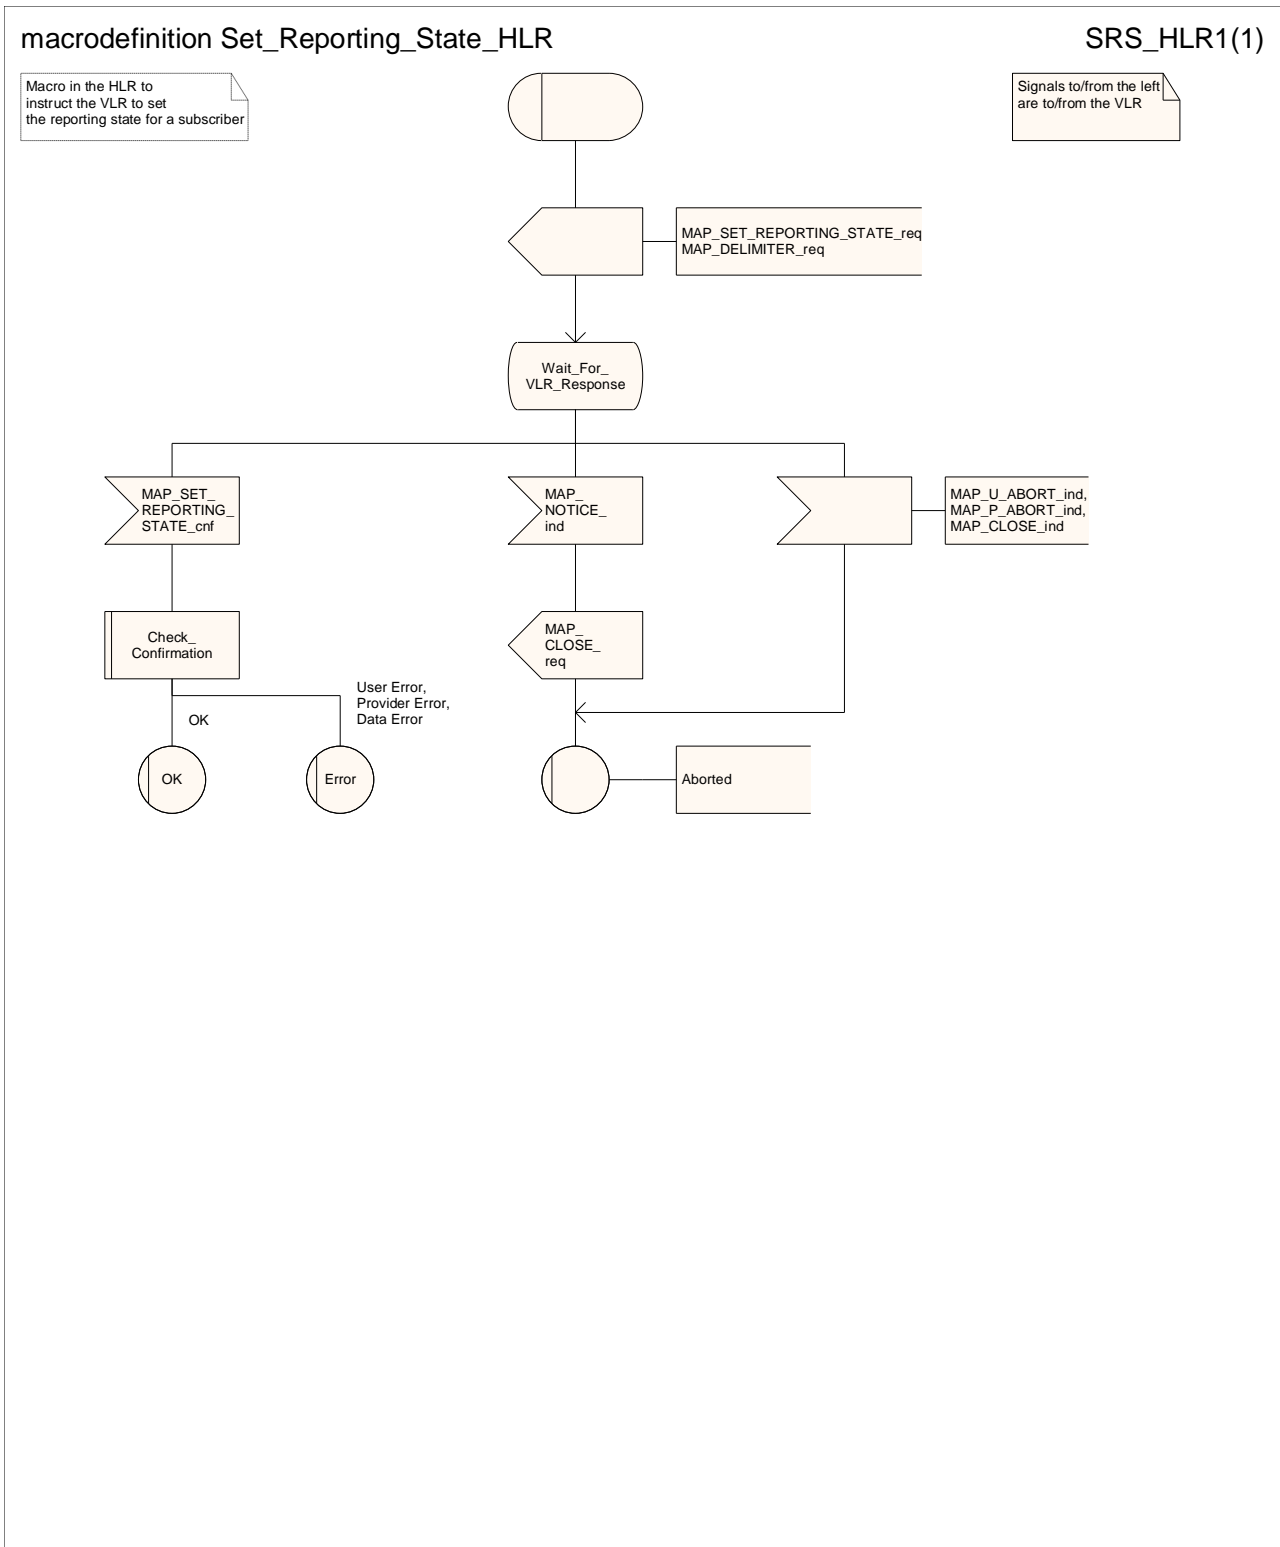 macrodefinition Set_Reporting_State_HLR
SRS_HLR1(1)
Macro in the HLR to
instruct the VLR to set
the reporting state for a subscriber
Signals to/from the left
are to/from the VLR
MAP_SET_REPORTING_STATE_req
MAP_DELIMITER_req
Wait_For_
VLR_Response
MAP_SET_
REPORTING_
STATE_cnf
MAP_
NOTICE_
ind
MAP_U_ABORT_ind,
MAP_P_ABORT_ind,
MAP_CLOSE_ind
Check_
Confirmation
MAP_
CLOSE_
req
User Error,
Provider Error,
Data Error
OK
OK
Error
Aborted